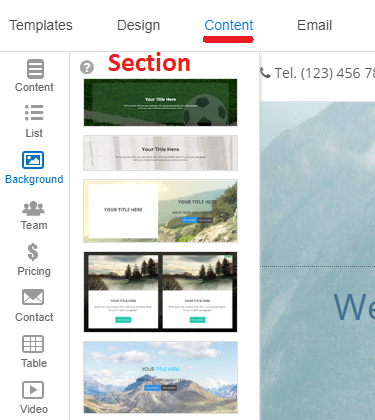 Templates Design Content Email
Section
Tel. (123) 456 78
Content
List
Background
Team
Pricing
Contact
Table
Video
Your Title Here
Your Title Here
YOUR TITLE HERE
YOUR TITLE HERE
YOUR TITLE HERE
YOUR TITLE HERE
YOUR TITLE HERE
We